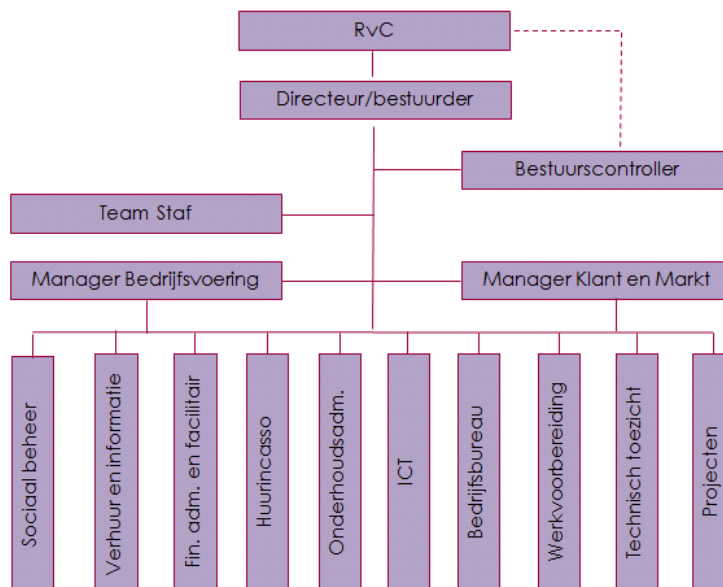 RvC
Directeur/bestuurder
Bestuurscontroller
Team Staf
Manager Bedrijfsvoering
Manager Klant en Markt
Sociaal beheer
Verhuur en informatie
Fin. adm. en facilitair
Huurincasso
Onderhoudsadm.
ICT
Bedrijfsbureau
Werkvoorbereiding
Technisch toezicht
Projecten